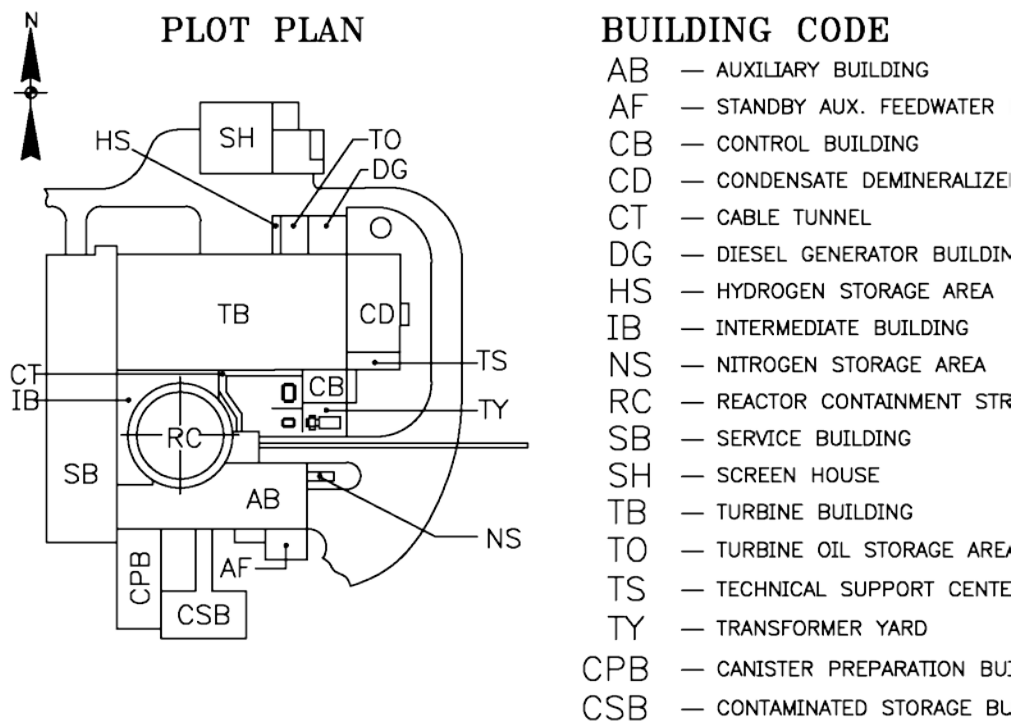 N
PLOT PLAN
SH
HS
TO
DG
TB
CD
CT
TS
IB
CB
TY
RC
SB
AB
NS
AF
CPB
CSB
BUILDING CODE
AB — AUXILIARY BUILDING
AF — STANDBY AUX. FEEDWATER
CB — CONTROL BUILDING
CD — CONDENSATE
CT — CABLE TUNNEL
DG — DIESEL GENERATOR
HS — HYDROGEN STORAGE AREA
IB — INTERMEDIATE BUILDING
NS — NITROGEN STORAGE AREA
RC — REACTOR CONTAINMENT STR
SB — SERVICE BUILDING
SH — SCREEN HOUSE
TB — TURBINE BUILDING
TO — TURBINE OIL STORAGE AREA
TS — TECHNICAL SUPPORT CENTE
TY — TRANSFORMER YARD
CPB — CANISTER PREPARATION BUI
CSB — CONTAMINATED STORAGE BU